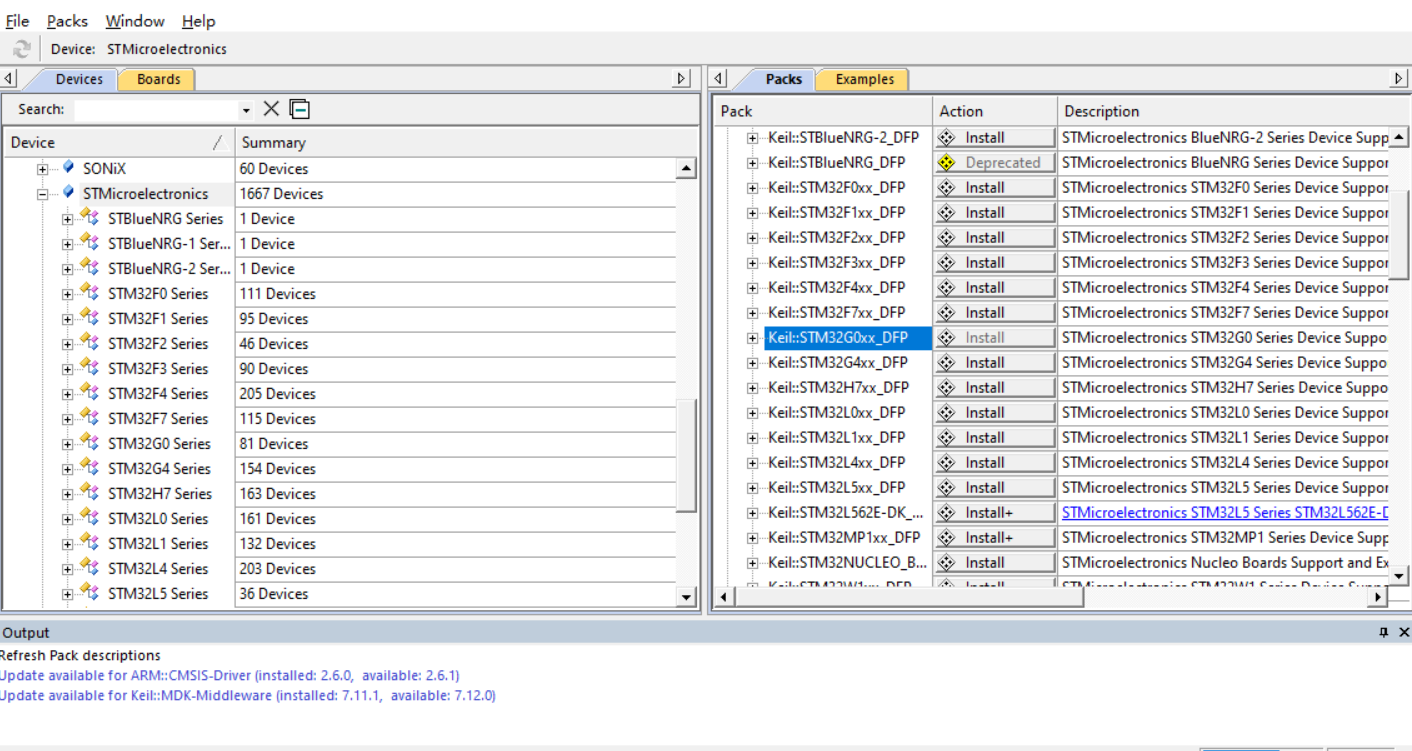 File Packs Window Help
Device: STMicroelectronics
Devices Boards
Search:
Device Summary
SONiX 60 Devices
STMicroelectronics 1667 Devices
STBlueNRG Series 1 Device
STBlueNRG-1 Ser... 1 Device
STBlueNRG-2 Ser... 1 Device
STM32F0 Series 111 Devices
STM32F1 Series 95 Devices
STM32F2 Series 46 Devices
STM32F3 Series 90 Devices
STM32F4 Series 205 Devices
STM32F7 Series 115 Devices
STM32G0 Series 81 Devices
STM32G4 Series 154 Devices
STM32H7 Series 163 Devices
STM32L0 Series 161 Devices
STM32L1 Series 132 Devices
STM32L4 Series 203 Devices
STM32L5 Series 36 Devices
Packs Examples
Pack Action Description
Keil::STBlueNRG-2_DFP Install STMicroelectronics BlueNRG-2 Series Device Supp
Keil::STBlueNRG_DFP Deprecated STMicroelectronics BlueNRG Series Device Suppor
Keil::STM32F0xx_DFP Install STMicroelectronics STM32F0 Series Device Suppor
Keil::STM32F1xx_DFP Install STMicroelectronics STM32F1 Series Device Suppor
Keil::STM32F2xx_DFP Install STMicroelectronics STM32F2 Series Device Suppor
Keil::STM32F3xx_DFP Install STMicroelectronics STM32F3 Series Device Suppor
Keil::STM32F4xx_DFP Install STMicroelectronics STM32F4 Series Device Suppor
Keil::STM32F7xx_DFP Install STMicroelectronics STM32F7 Series Device Suppor
Keil::STM32G0xx_DFP Install STMicroelectronics STM32G0 Series Device Suppo
Keil::STM32G4xx_DFP Install STMicroelectronics STM32G4 Series Device Suppo
Keil::STM32H7xx_DFP Install STMicroelectronics STM32H7 Series Device Suppo
Keil::STM32L0xx_DFP Install STMicroelectronics STM32L0 Series Device Suppor
Keil::STM32L1xx_DFP Install STMicroelectronics STM32L1 Series Device Suppor
Keil::STM32L4xx_DFP Install STMicroelectronics STM32L4 Series Device Suppor
Keil::STM32L5xx_DFP Install STMicroelectronics STM32L5 Series Device Suppor
Keil::STM32L562E-DK_... Install+ STMicroelectronics STM32L5 Series STM32L562E-D
Keil::STM32MP1xx_DFP Install+ STMicroelectronics STM32MP1 Series Device Supp
Keil::STM32NUCLEO_B... Install STMicroelectronics Nucleo Boards Support and Ex
Keil::STM32W1xx_DFP Install STMicroelectronics STM32W1 Series Device Suppo
Output
Refresh Pack descriptions
Update available for ARM::CMSIS-Driver (installed: 2.6.0, available: 2.6.1)
Update available for Keil::MDK-Middleware (installed: 7.11.1, available: 7.12.0)